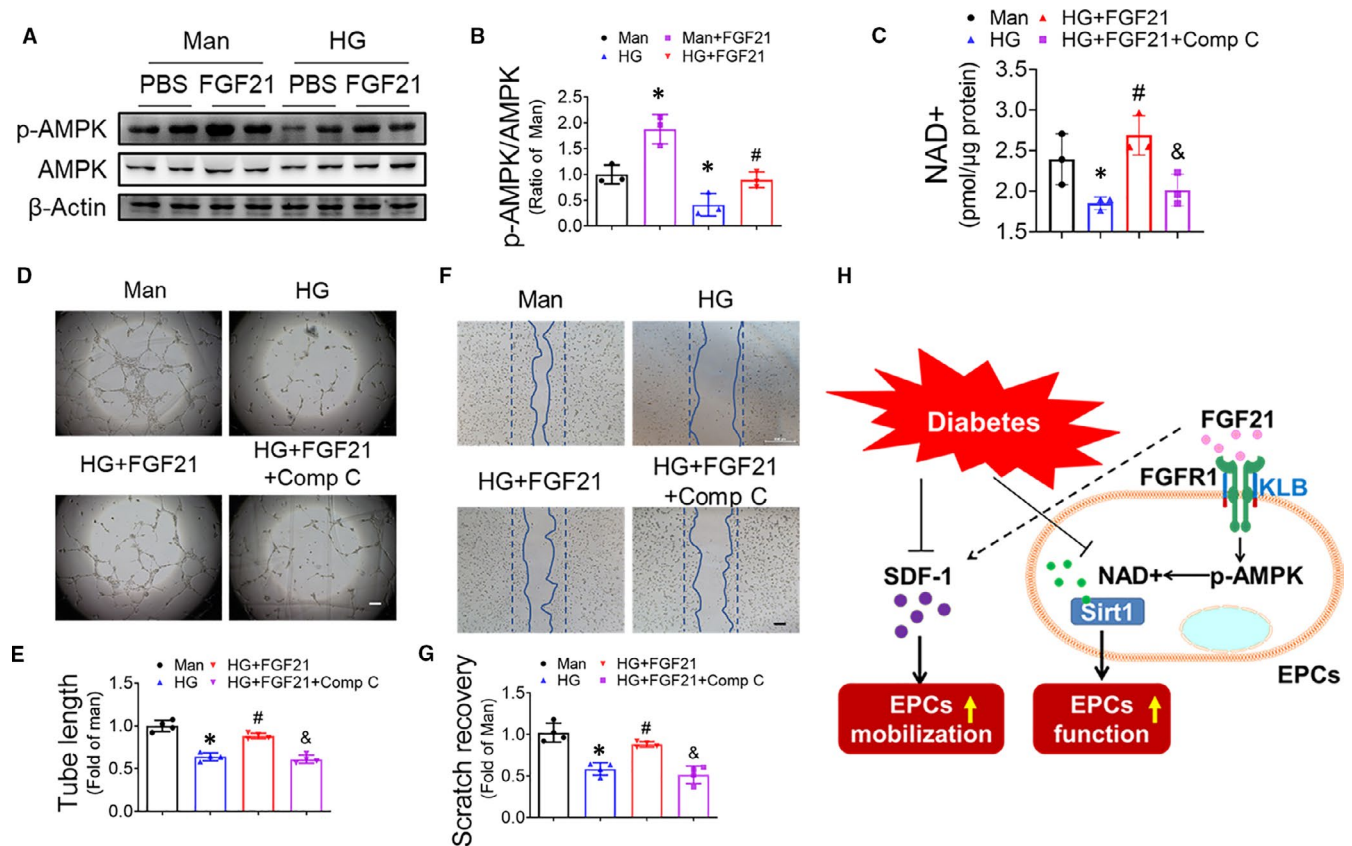 A
Man HG
PBS FGF21 PBS FGF21
p-AMPK
AMPK
β-Actin
B
Man Man+FGF21
HG HG+FGF21
p-AMPK/AMPK
(Ratio of Man)
2.5
2.0
1.5
1.0
0.5
0.0
*
*
#
C
Man HG+FGF21
HG HG+FGF21+Comp C
NAD+
(pmol/µg protein)
3.5
3.0
2.5
2.0
1.5
*
#
&
D
Man HG
HG+FGF21 HG+FGF21
+Comp C
E
Man HG+FGF21
HG HG+FGF21+Comp C
Tube length
(Fold of man)
1.5
1.0
0.5
0.0
*
#
&
F
Man HG
HG+FGF21 HG+FGF21
+Comp C
G
Man HG+FGF21
HG HG+FGF21+Comp C
Scratch recovery
(Fold of Man)
1.5
1.0
0.5
0.0
*
#
&
H
Diabetes
FGF21
FGFR1
KLB
SDF-1
NAD+
p-AMPK
Sirt1
EPCs
EPCs
mobilization
EPCs
function